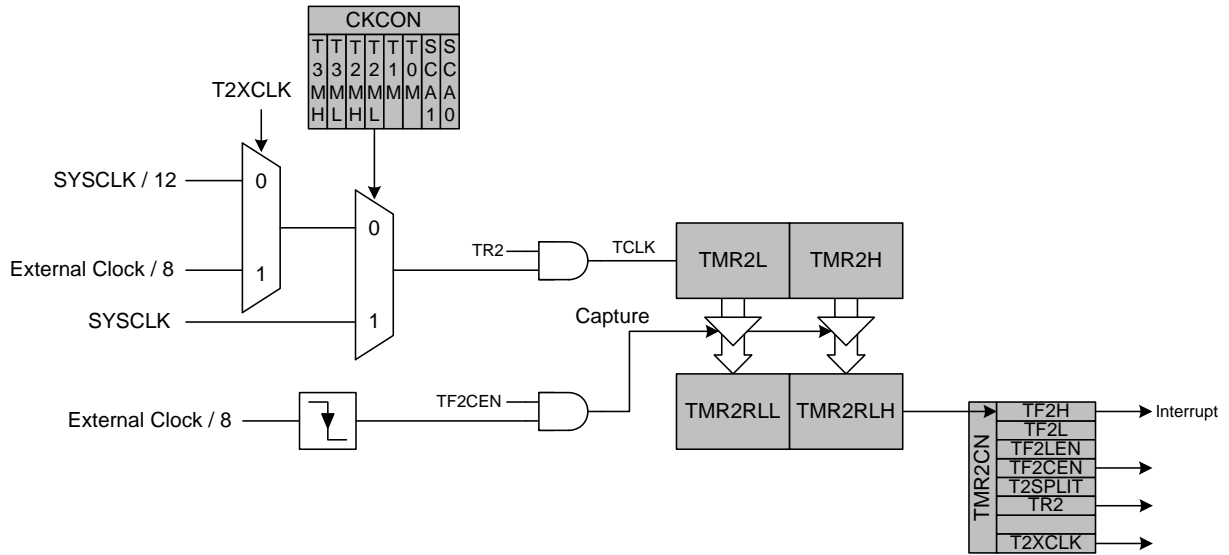 CKCON
T3MH
T3ML
T2MH
T2ML
T1M
T0M
SCA1
SCA0
T2XCLK
SYSCLK / 12
0
External Clock / 8
1
0
SYSCLK
1
TR2
TCLK
TMR2L
TMR2H
Capture
External Clock / 8
TF2CEN
TMR2RLL
TMR2RLH
TMR2CN
TF2H
Interrupt
TF2L
TF2LEN
TF2CEN
T2SPLIT
TR2
T2XCLK